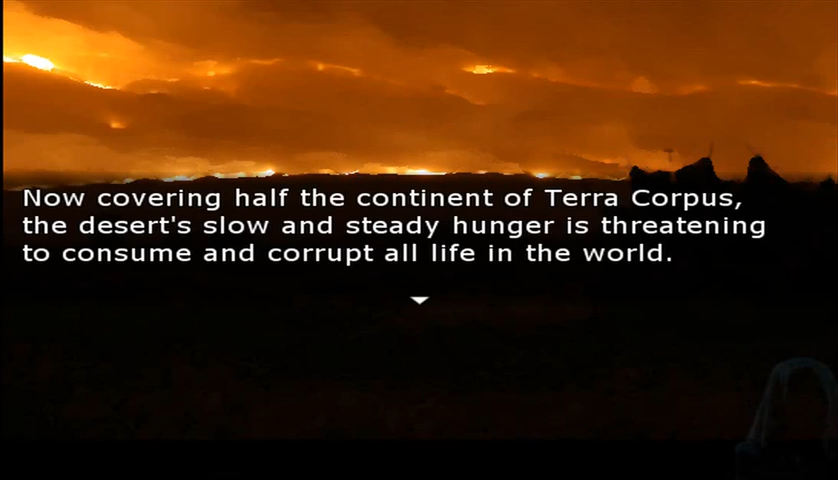 Now covering half the continent of Terra Corpus,
the desert's slow and steady hunger is threatening
to consume and corrupt all life in the world.